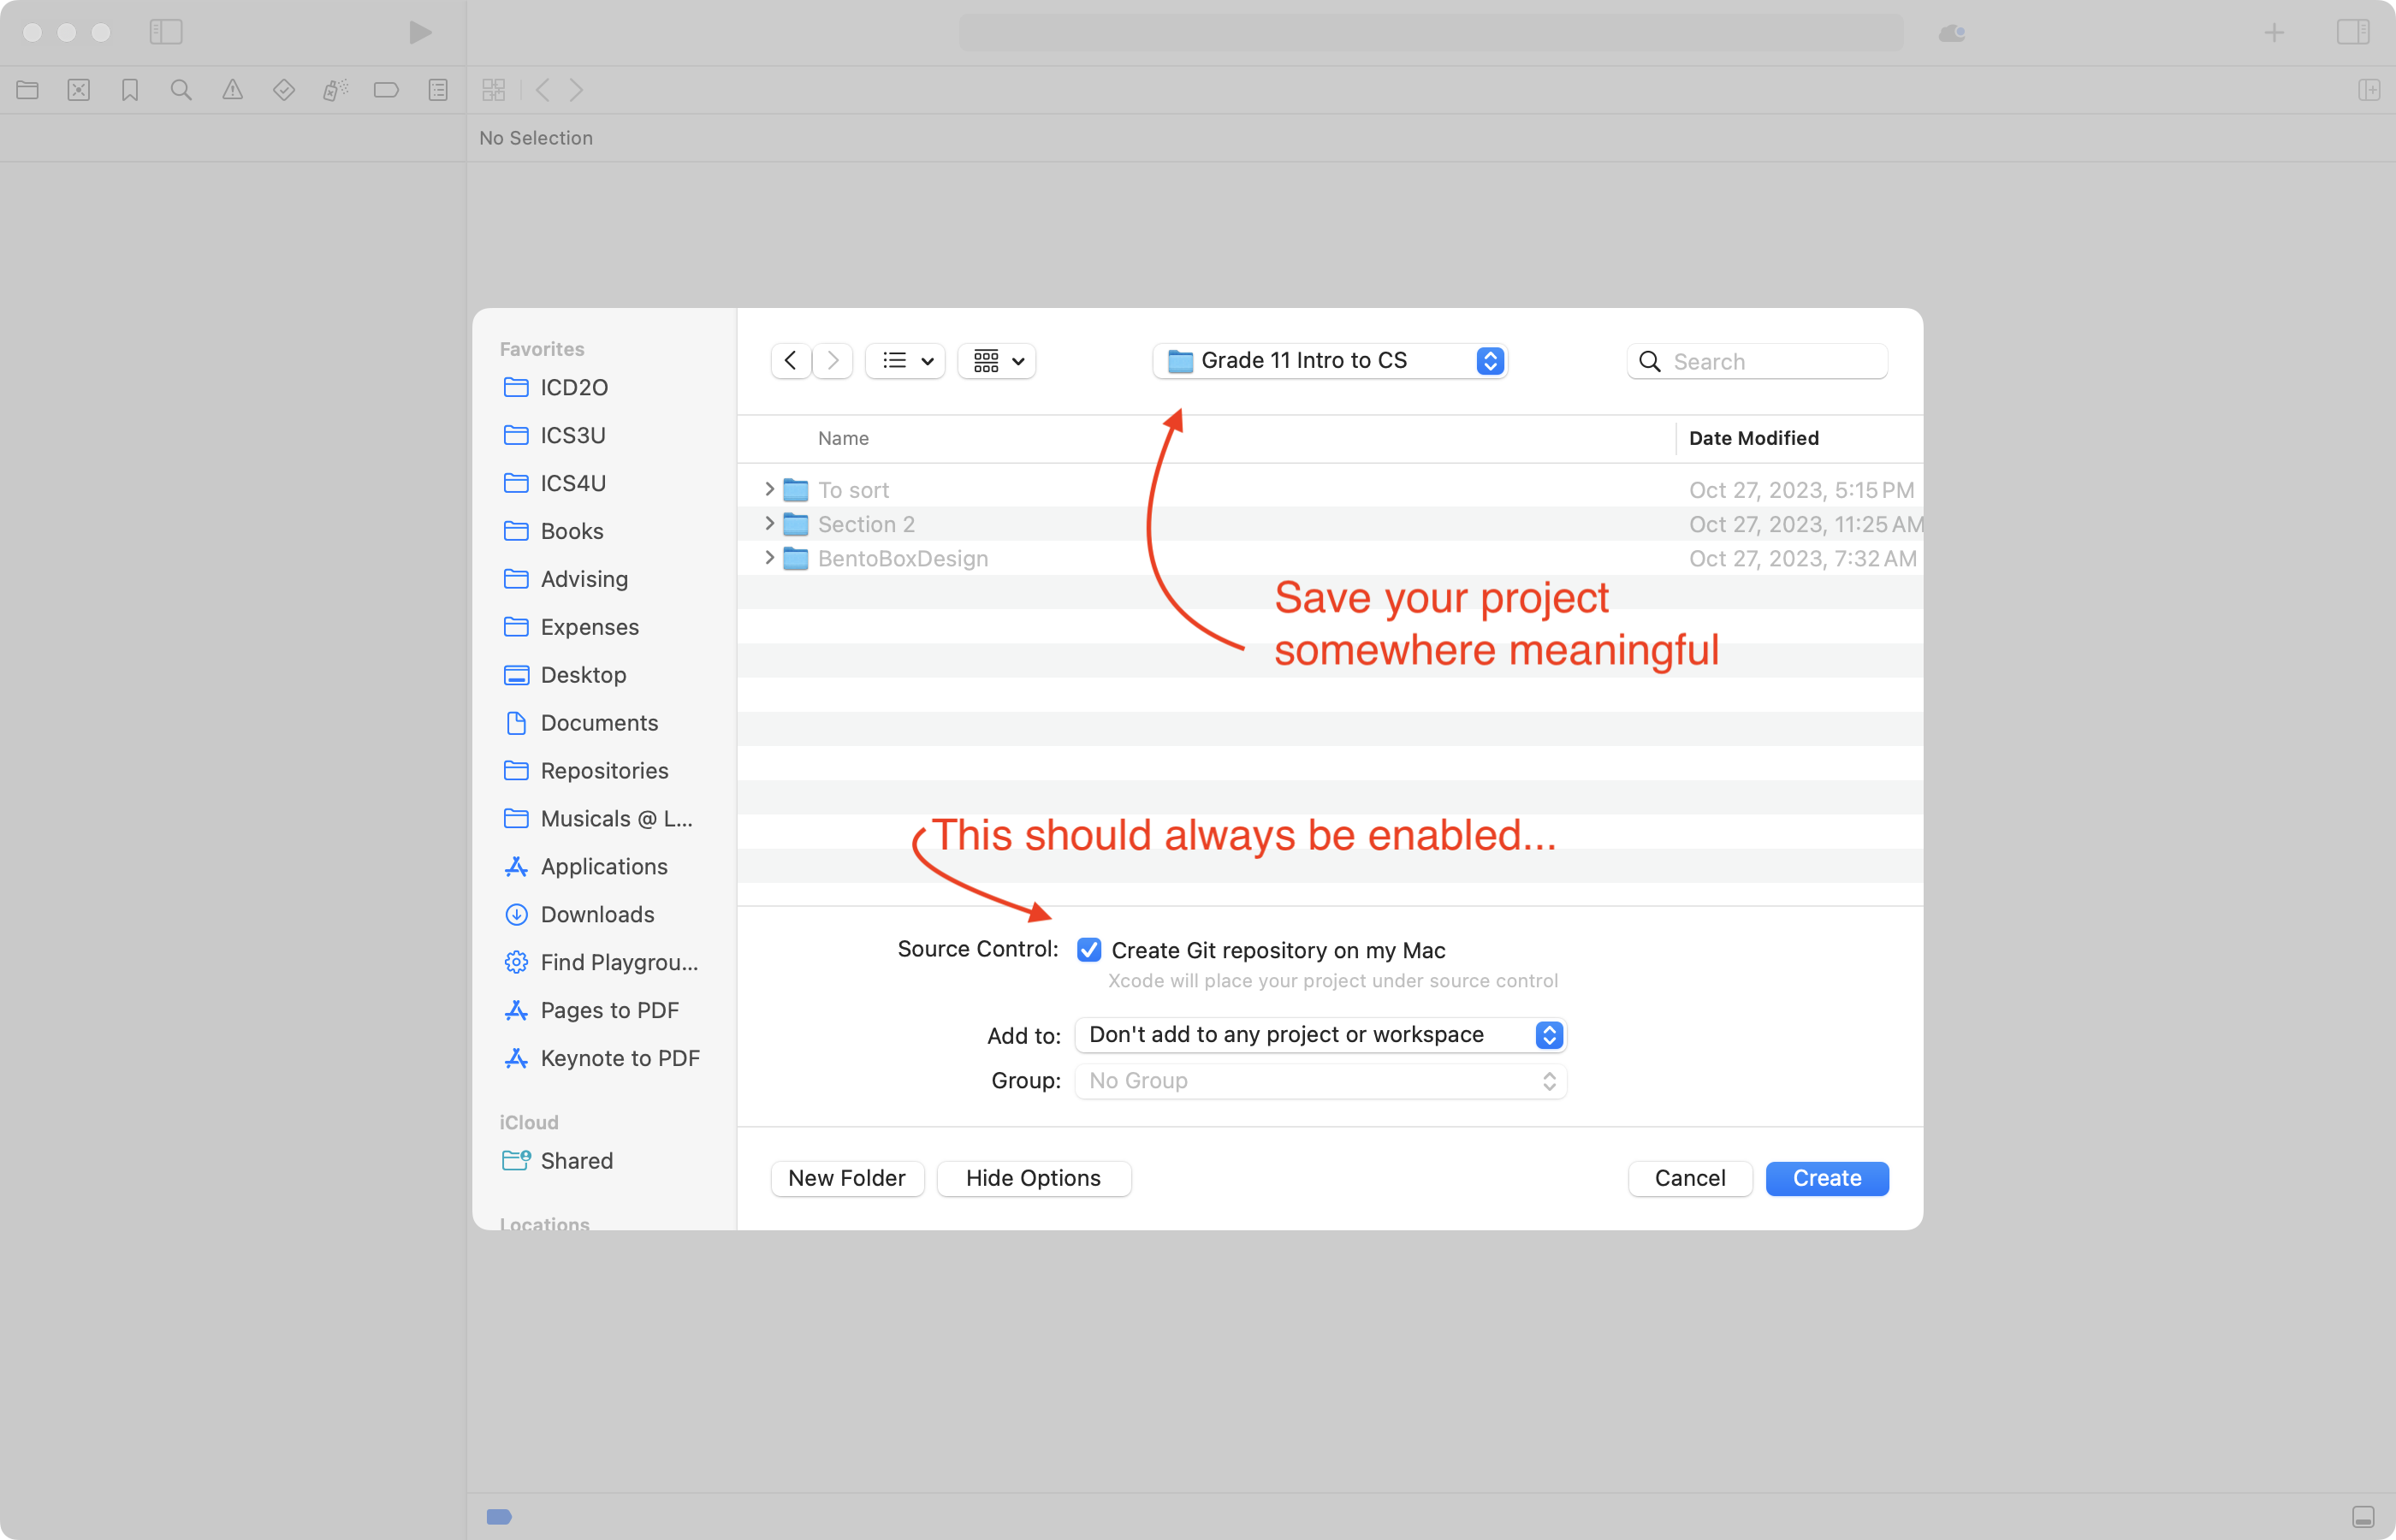 No Selection
Favorites
ICD2O
ICS3U
ICS4U
Books
Advising
Expenses
Desktop
Documents
Repositories
Musicals @ L...
Applications
Downloads
Find Playgrou...
Pages to PDF
Keynote to PDF
iCloud
Shared
Locations
Grade 11 Intro to CS
Search
Name
Date Modified
To sort
Oct 27, 2023, 5:15 PM
Section 2
Oct 27, 2023, 11:25 AM
BentoBoxDesign
Oct 27, 2023, 7:32 AM
Save your project
somewhere meaningful
This should always be enabled...
Source Control:
Create Git repository on my Mac
Xcode will place your project under source control
Add to:
Don't add to any project or workspace
Group:
No Group
New Folder
Hide Options
Cancel
Create